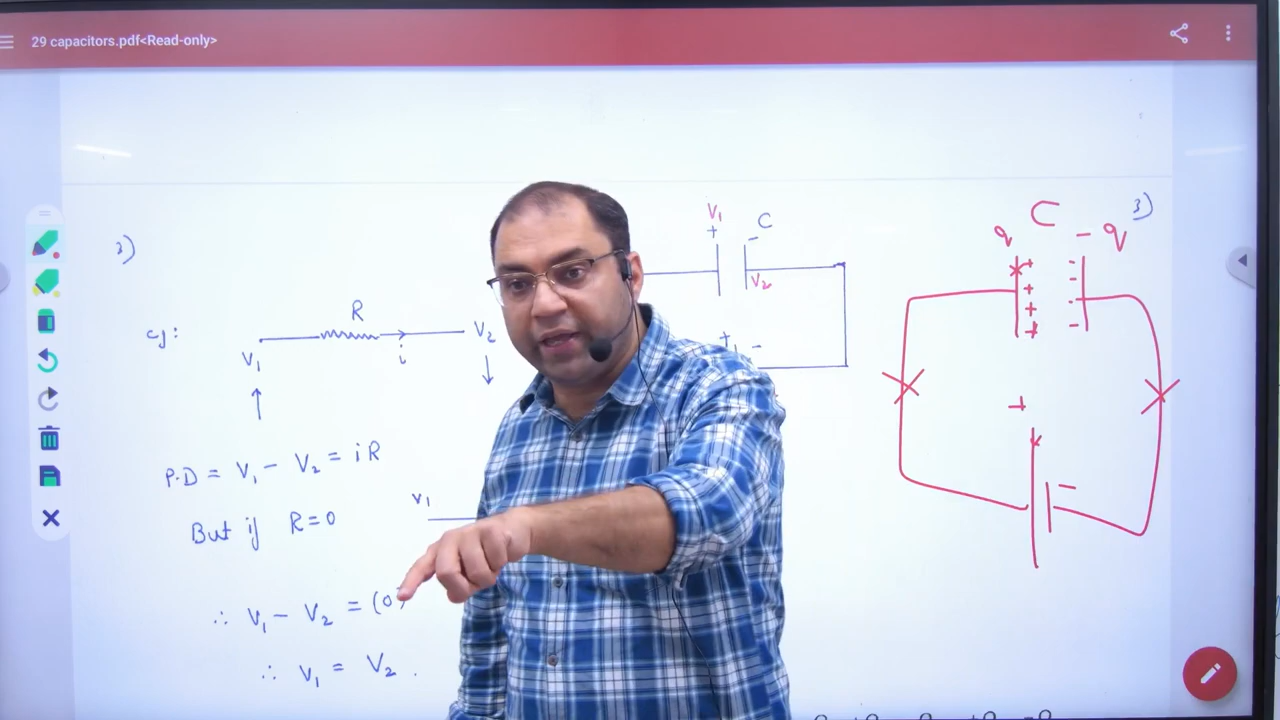 29 capacitors.pdf<Read-only>
2)
eg:
R
V₁
i
V₂
P.D = V₁ - V₂ = iR
But if R = 0
V₁
∴ V₁ - V₂ = (0)
∴ V₁ = V₂ .
V₁
+
-
C
V₂
+
-
3)
C
q
- q
+
-